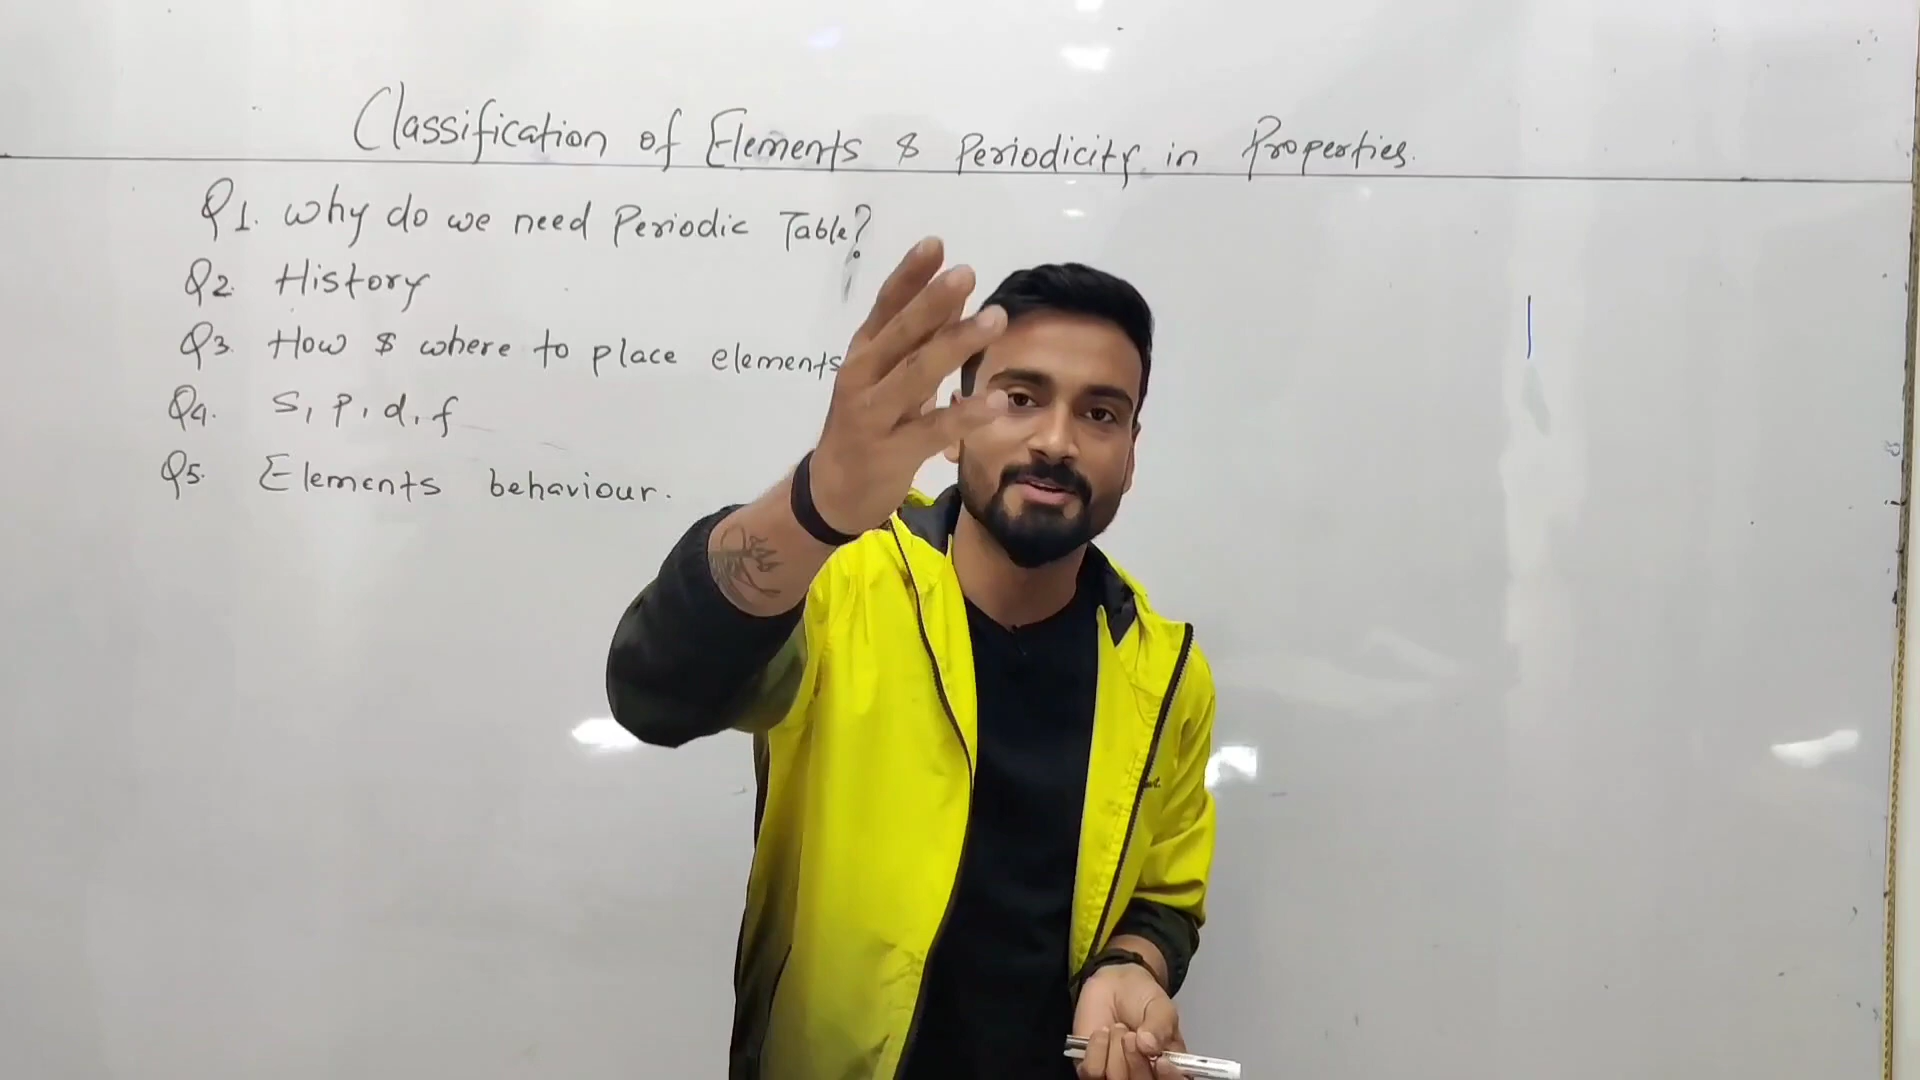 Classification of Elements & Periodicity in Properties.
Q1. Why do we need Periodic Table?
Q2. History
Q3. How & where to place elements
Q4. S, P, d, f
Q5. Elements behaviour.